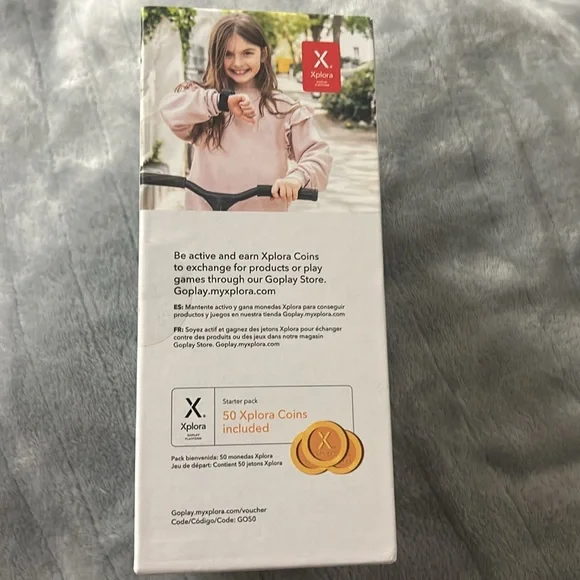 X.
Xplora
GOPLAY
PLATFORM
Be active and earn Xplora Coins
to exchange for products or play
games through our Goplay Store.
Goplay.myxplora.com
ES: Mantente activo y gana monedas Xplora para conseguir
productos y juegos en nuestra tienda Goplay.myxplora.com
FR: Soyez actif et gagnez des jetons Xplora pour échanger
contre des produits ou des jeux dans notre magasin
Goplay Store. Goplay.myxplora.com
X.
Xplora
GOPLAY
PLATFORM
Starter pack
50 Xplora Coins
included
X
Pack bienvenida: 50 monedas Xplora
Jeu de départ: Contient 50 jetons Xplora
Goplay.myxplora.com/voucher
Code/Código/Code: GO50